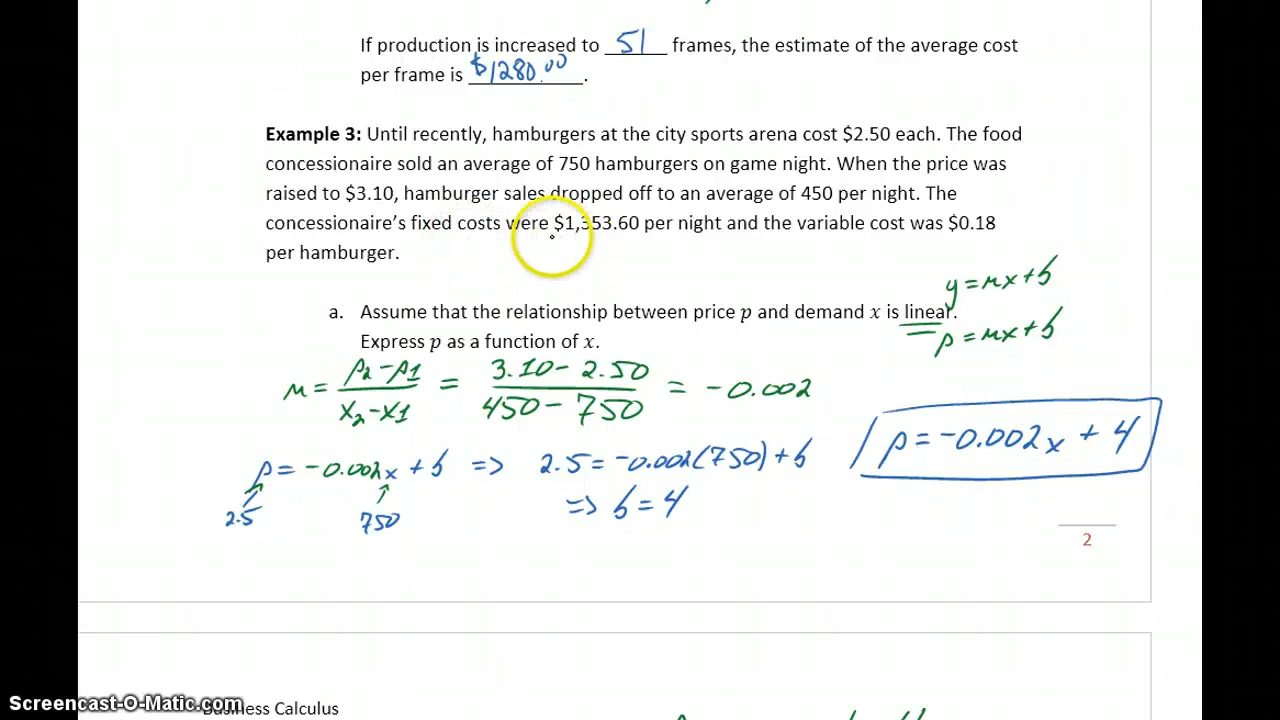 If production is increased to 51 frames, the estimate of the average cost
per frame is $1280.00.
Example 3: Until recently, hamburgers at the city sports arena cost $2.50 each. The food
concessionaire sold an average of 750 hamburgers on game night. When the price was
raised to $3.10, hamburger sales dropped off to an average of 450 per night. The
concessionaire's fixed costs were $1,353.60 per night and the variable cost was $0.18
per hamburger.
y = mx + b
a. Assume that the relationship between price p and demand x is linear.
p = mx + b
Express p as a function of x.
m = p2 - p1 / x2 - x1 = 3.10 - 2.50 / 450 - 750 = -0.002
p = -0.002x + 4
p = -0.002x + b => 2.5 = -0.002(750) + b
=> b = 4
2.5 750
2
Screencast-O-Matic.com
Business Calculus